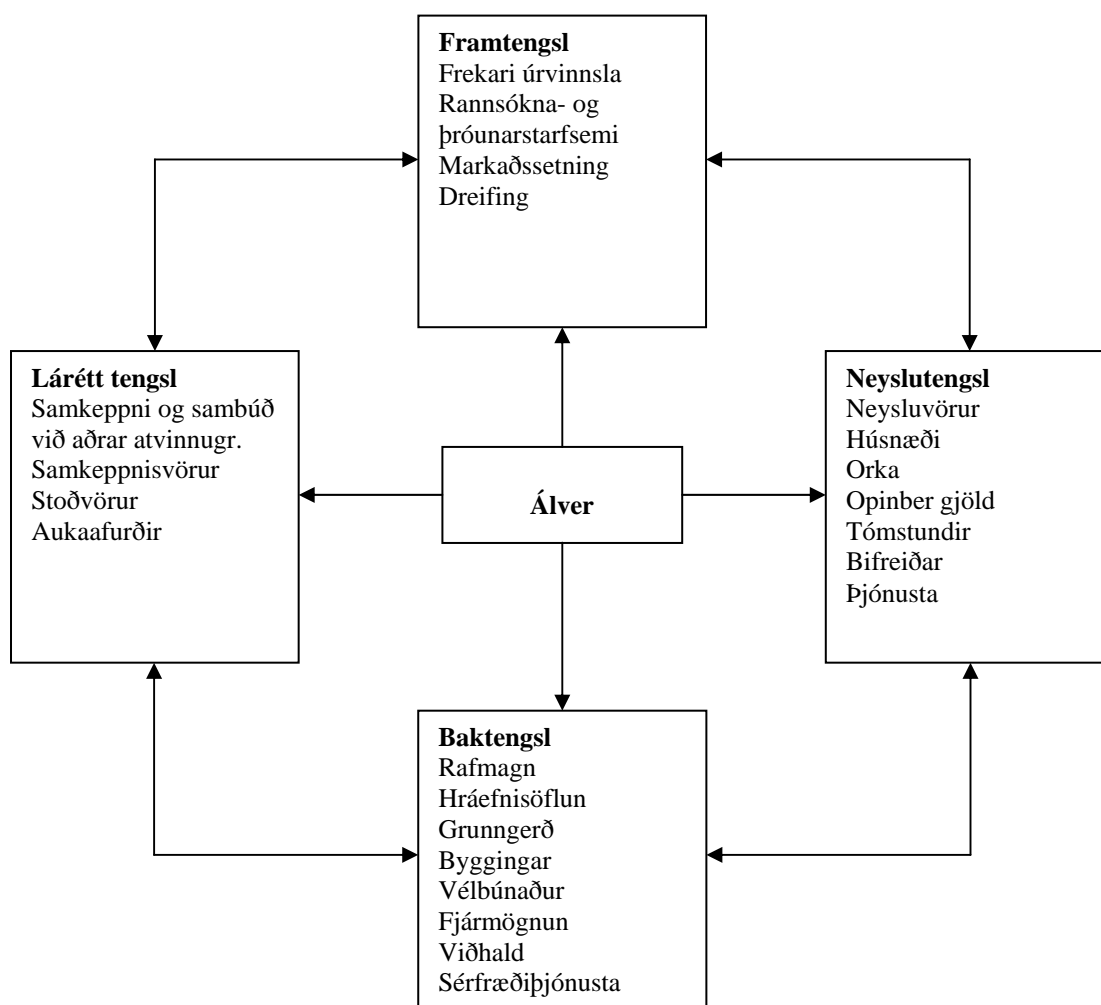 Framtengsl
Frekari úrvinnsla
Rannsókna- og
þróunarstarfsemi
Markaðssetning
Dreifing
Lárétt tengsl
Samkeppni og sambúð
við aðrar atvinnugr.
Samkeppnisvörur
Stoðvörur
Aukaafurðir
Álver
Neyslutengsl
Neysluvörur
Húsnæði
Orka
Opinber gjöld
Tómstundir
Bifreiðar
Þjónusta
Baktengsl
Rafmagn
Hráefnisöflun
Grunngerð
Byggingar
Vélbúnaður
Fjármögnun
Viðhald
Sérfræðiþjónusta